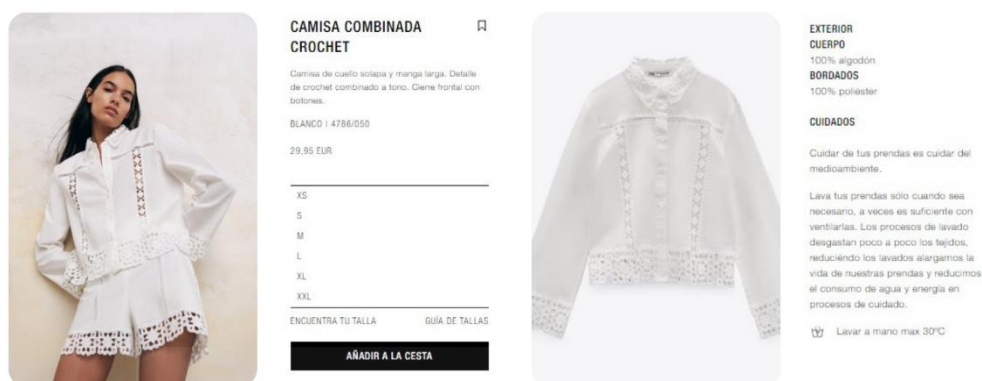 CAMISA COMBINADA
CROCHET
Camisa de cuello solapa y manga larga. Detalle
de crochet combinado a tono. Cierre frontal con
botones.
BLANCO | 4786/050
29,95 EUR
XS
S
M
L
XL
XXL
ENCUENTRA TU TALLA
GUÍA DE TALLAS
AÑADIR A LA CESTA
EXTERIOR
CUERPO
100% algodón
BORDADOS
100% poliéster
CUIDADOS
Cuidar de tus prendas es cuidar del
medioambiente.
Lava tus prendas sólo cuando sea
necesario, a veces es suficiente con
ventilarlas. Los procesos de lavado
desgastan poco a poco los tejidos,
reduciéndo los lavados alargamos la
vida de nuestras prendas y reducimos
el consumo de agua y energía en
procesos de cuidado.
Lavar a mano max 30ºC